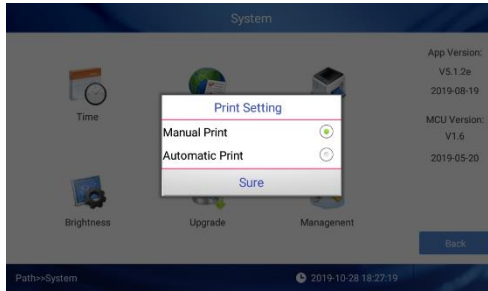 System
App Version:
V5.1.2e
2019-08-19
MCU Version:
V1.6
2019-05-20
Time
Print Setting
Manual Print
Automatic Print
Sure
Brightness
Upgrade
Managenent
Back
Path>>System
2019-10-28 18:27:19